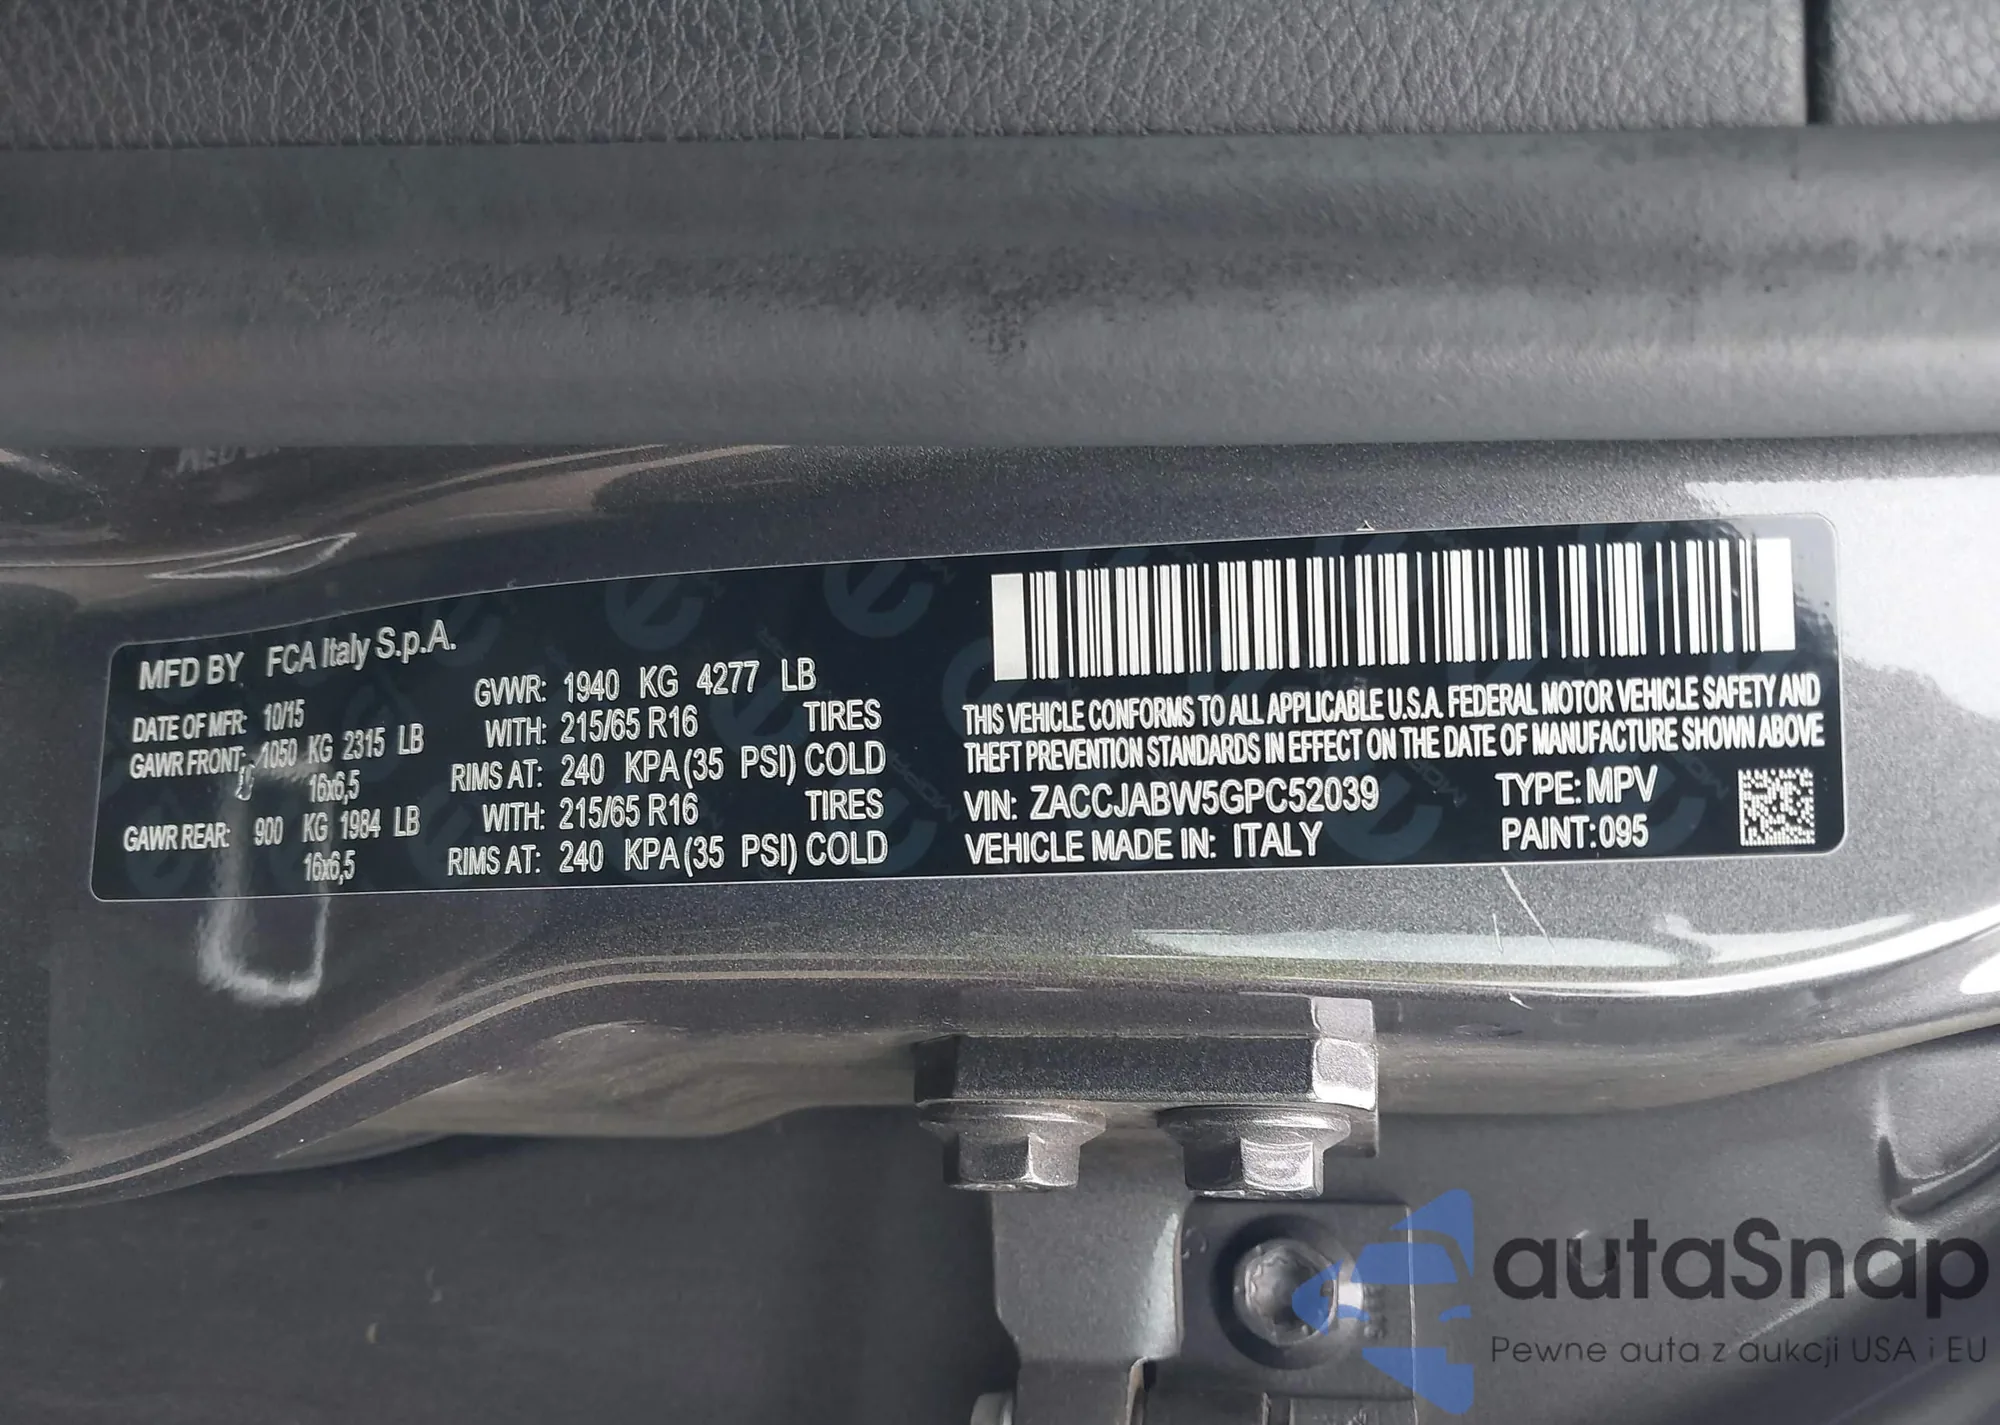 MFD BY FCA Italy S.p.A.
DATE OF MFR: 10/15
GAWR FRONT: 1050 KG 2315 LB
16x6,5
GAWR REAR: 900 KG 1984 LB
16x6,5
GVWR: 1940 KG 4277 LB
WITH: 215/65 R16 TIRES
RIMS AT: 240 KPA(35 PSI) COLD
WITH: 215/65 R16 TIRES
RIMS AT: 240 KPA(35 PSI) COLD
THIS VEHICLE CONFORMS TO ALL APPLICABLE U.S.A. FEDERAL MOTOR VEHICLE SAFETY AND
THEFT PREVENTION STANDARDS IN EFFECT ON THE DATE OF MANUFACTURE SHOWN ABOVE
VIN: ZACCJABW5GPC52039 TYPE: MPV
VEHICLE MADE IN: ITALY PAINT: 095
autaSnap
Pewne auta z aukcji USA i EU